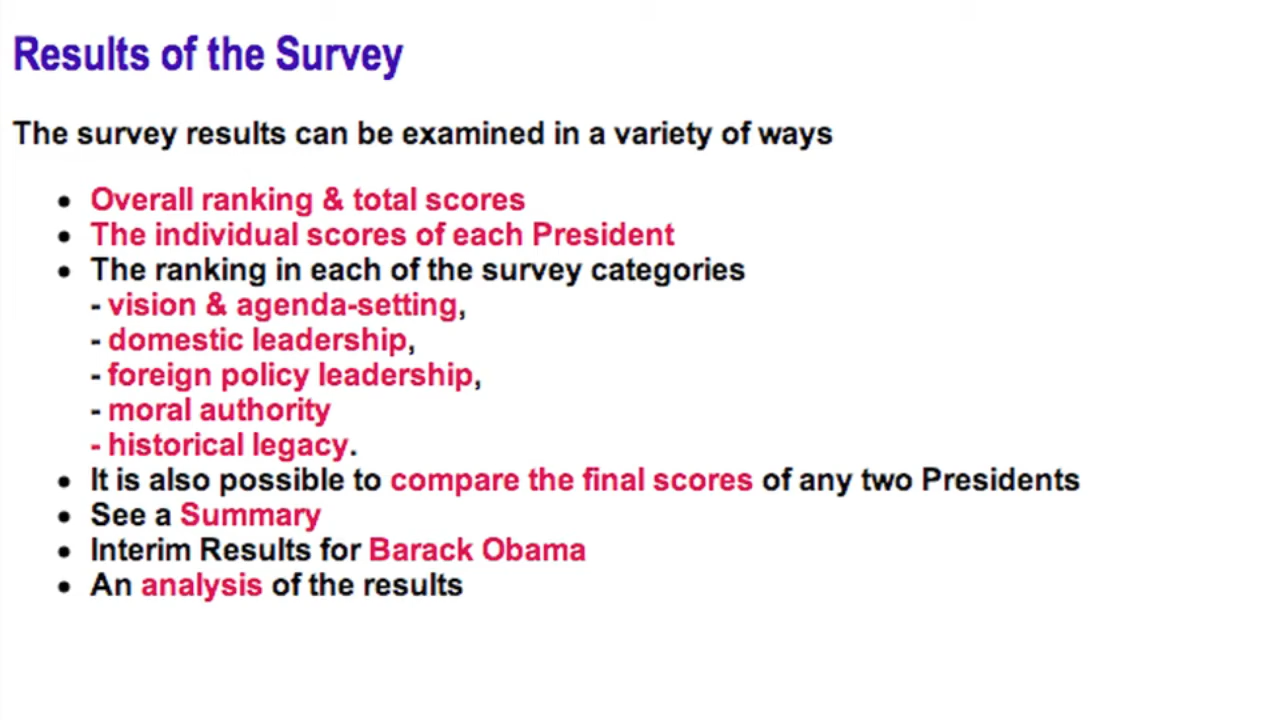 Results of the Survey
The survey results can be examined in a variety of ways
• Overall ranking & total scores
• The individual scores of each President
• The ranking in each of the survey categories
- vision & agenda-setting,
- domestic leadership,
- foreign policy leadership,
- moral authority
- historical legacy.
• It is also possible to compare the final scores of any two Presidents
• See a Summary
• Interim Results for Barack Obama
• An analysis of the results